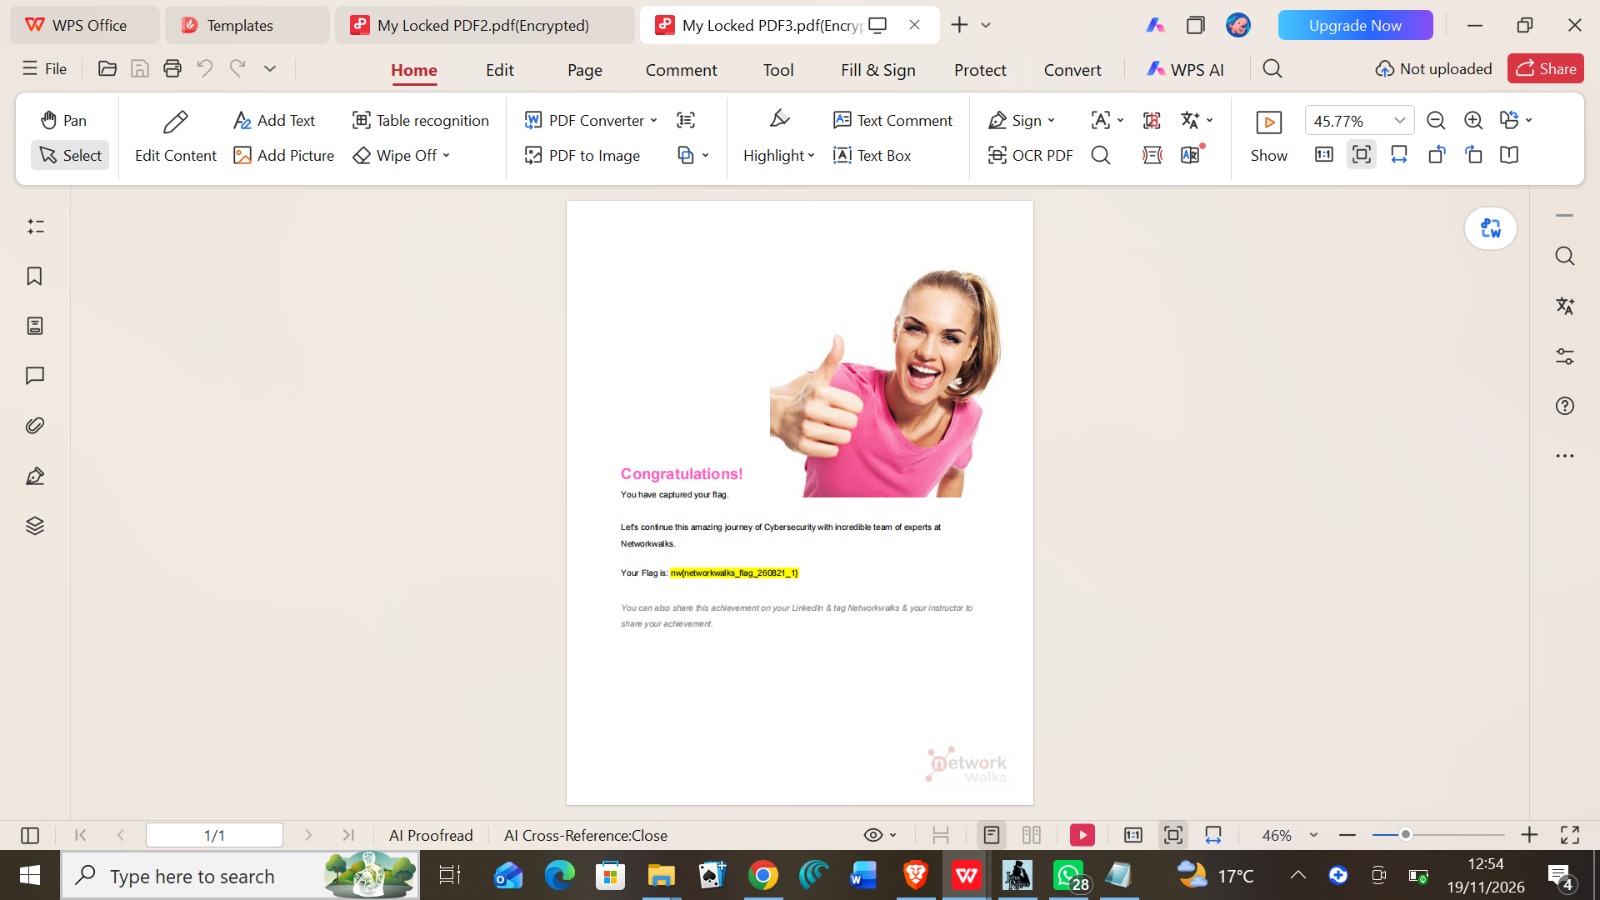 WPS Office
Templates
My Locked PDF2.pdf(Encrypted)
My Locked PDF3.pdf(Encryp
Upgrade Now
File
Home
Edit
Page
Comment
Tool
Fill & Sign
Protect
Convert
WPS AI
Not uploaded
Share
Pan
Add Text
Table recognition
PDF Converter
Text Comment
Sign
45.77%
Select
Edit Content
Add Picture
Wipe Off
PDF to Image
Highlight
Text Box
OCR PDF
Show
Congratulations!
You have captured your flag.
Let's continue this amazing journey of Cybersecurity with incredible team of experts at
Networkwalks.
Your Flag is: nw{networkwalks_flag_260821_1}
You can also share this achievement on your LinkedIn & tag Networkwalks & your instructor to
share your achievement.
network
Walks
1/1
AI Proofread
AI Cross-Reference:Close
46%
Type here to search
28
17°C
12:54
19/11/2026
4